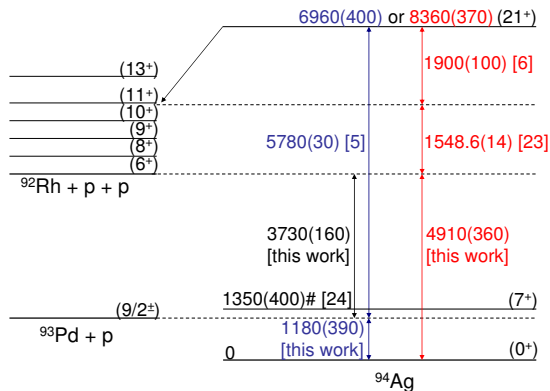 6960(400) or 8360(370) (21⁺)
(13⁺)
1900(100) [6]
(11⁺)
(10⁺)
(9⁺)
5780(30) [5]
1548.6(14) [23]
(8⁺)
(6⁺)
⁹²Rh + p + p
3730(160)
[this work]
4910(360)
[this work]
1350(400)# [24]
(7⁺)
(9/2±)
⁹³Pd + p
1180(390)
[this work]
0
(0⁺)
⁹⁴Ag